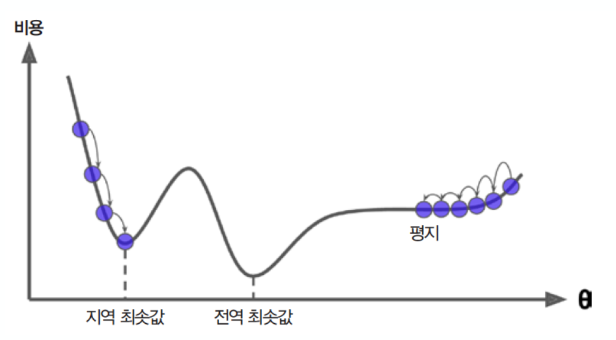 비용
평지
θ
지역 최솟값
전역 최솟값